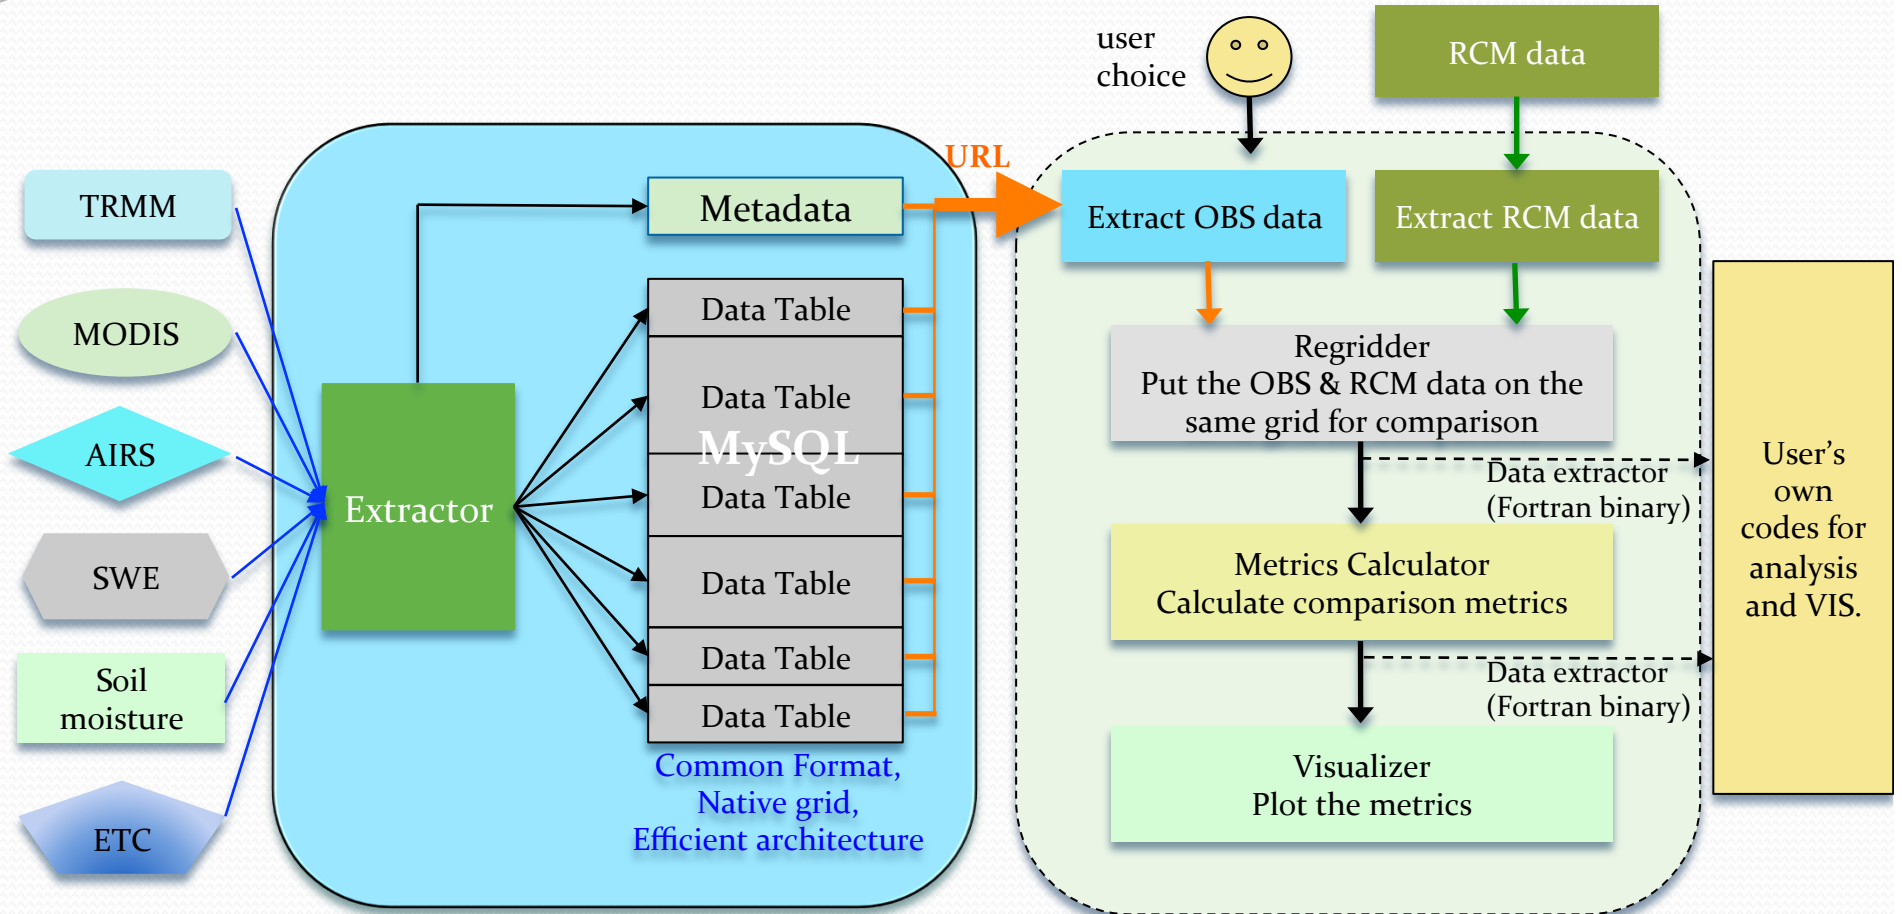 user
choice
RCM data
URL
TRMM
MODIS
AIRS
SWE
Soil
moisture
ETC
Extractor
Metadata
Data Table
Data Table
MySQL
Data Table
Data Table
Data Table
Data Table
Common Format,
Native grid,
Efficient architecture
Extract OBS data
Extract RCM data
Regridder
Put the OBS & RCM data on the
same grid for comparison
Data extractor
(Fortran binary)
Metrics Calculator
Calculate comparison metrics
Data extractor
(Fortran binary)
Visualizer
Plot the metrics
User's
own
codes for
analysis
and VIS.